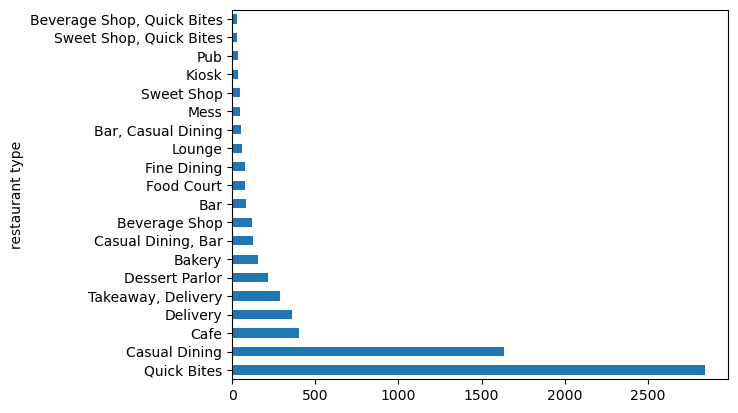 Beverage Shop, Quick Bites
Sweet Shop, Quick Bites
Pub
Kiosk
Sweet Shop
Mess
Bar, Casual Dining
Lounge
Fine Dining
Food Court
Bar
Beverage Shop
Casual Dining, Bar
Bakery
Dessert Parlor
Takeaway, Delivery
Delivery
Cafe
Casual Dining
Quick Bites
restaurant type
0 500 1000 1500 2000 2500